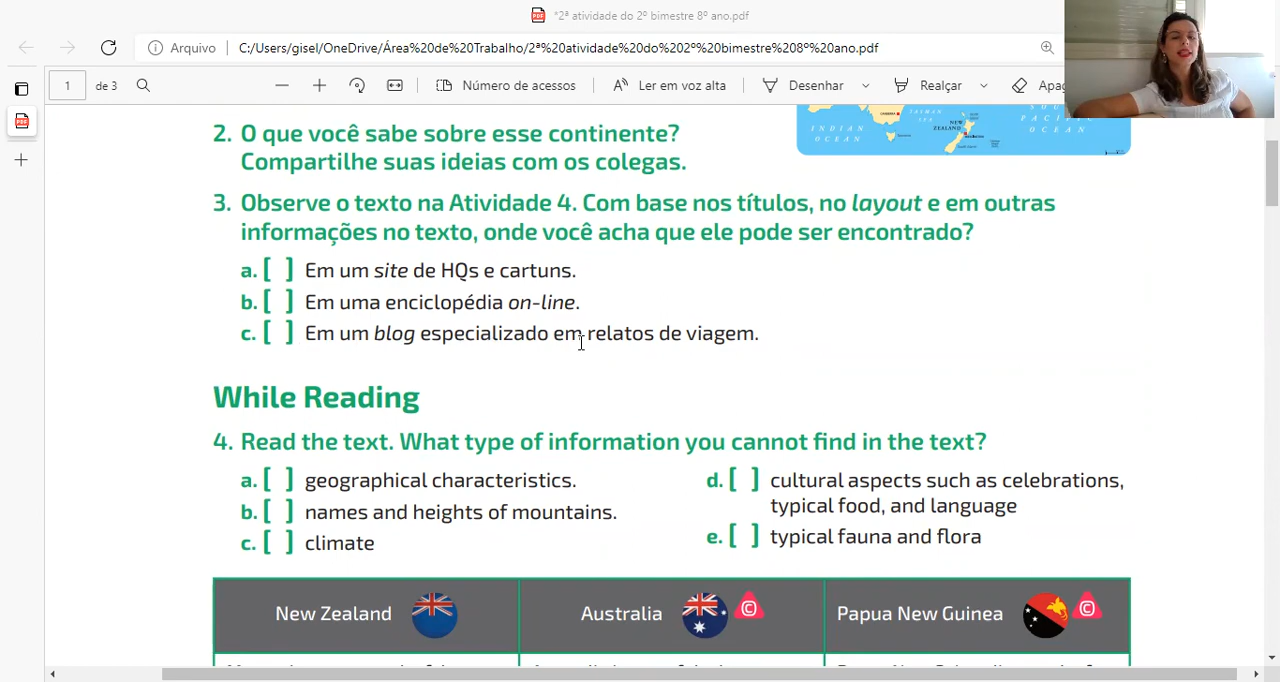 *2ª atividade do 2º bimestre 8º ano.pdf
Arquivo C:/Users/gisel/OneDrive/Área%20de%20Trabalho/2ª%20atividade%20do%202º%20bimestre%208º%20ano.pdf
1 de 3 Número de acessos Ler em voz alta Desenhar Realçar
INDIAN OCEAN
TASMAN SEA
NEW ZEALAND
OCEAN
2. O que você sabe sobre esse continente?
Compartilhe suas ideias com os colegas.
3. Observe o texto na Atividade 4. Com base nos títulos, no layout e em outras
informações no texto, onde você acha que ele pode ser encontrado?
a. [ ] Em um site de HQs e cartuns.
b. [ ] Em uma enciclopédia on-line.
c. [ ] Em um blog especializado em relatos de viagem.
While Reading
4. Read the text. What type of information you cannot find in the text?
a. [ ] geographical characteristics.
b. [ ] names and heights of mountains.
c. [ ] climate
d. [ ] cultural aspects such as celebrations,
typical food, and language
e. [ ] typical fauna and flora
New Zealand Australia © Papua New Guinea ©